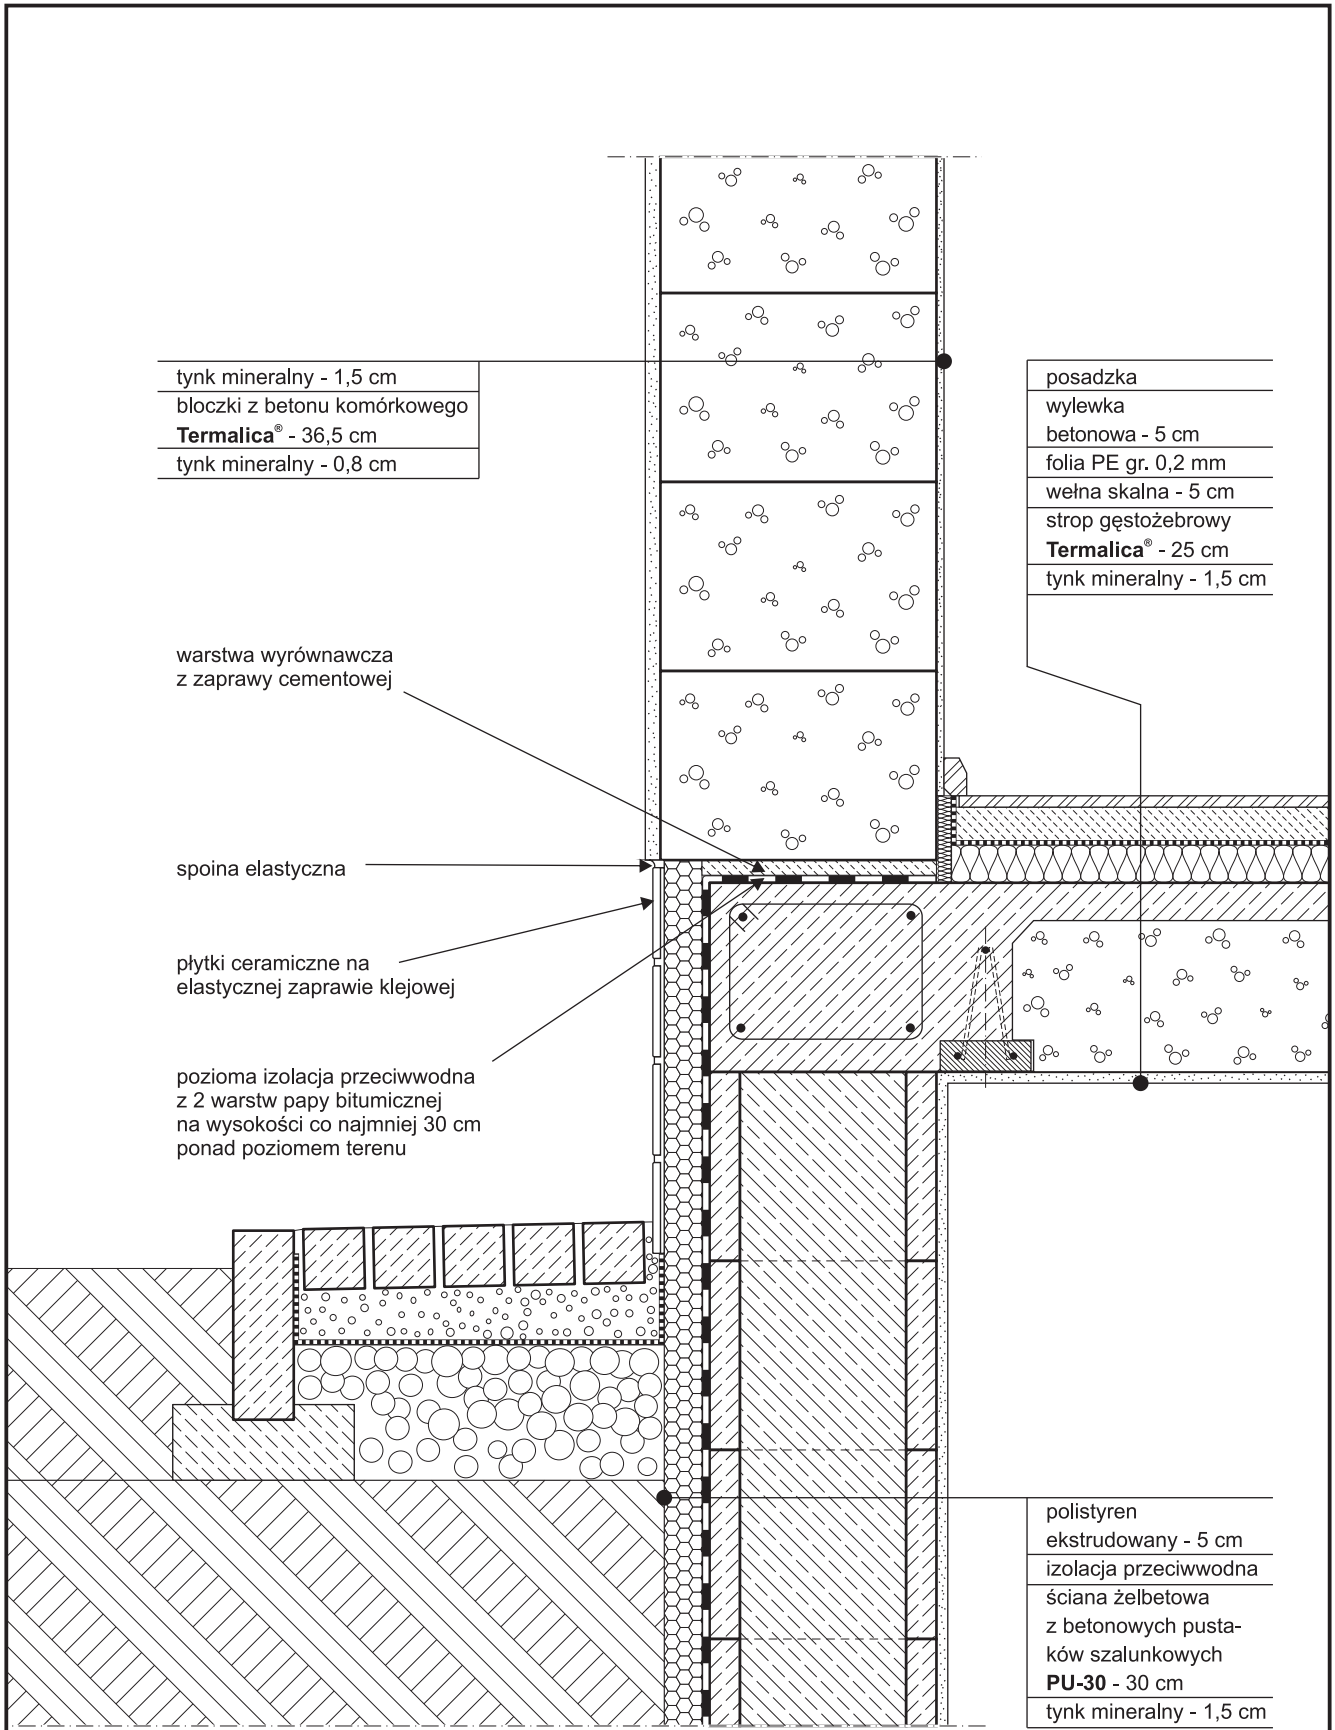 tynk mineralny - 1,5 cm
bloczki z betonu komórkowego
Termalica® - 36,5 cm
tynk mineralny - 0,8 cm
posadzka
wylewka
betonowa - 5 cm
folia PE gr. 0,2 mm
wełna skalna - 5 cm
strop gęstożebrowy
Termalica® - 25 cm
tynk mineralny - 1,5 cm
warstwa wyrównawcza
z zaprawy cementowej
spoina elastyczna
płytki ceramiczne na
elastycznej zaprawie klejowej
pozioma izolacja przeciwwodna
z 2 warstw papy bitumicznej
na wysokości co najmniej 30 cm
ponad poziomem terenu
polistyren
ekstrudowany - 5 cm
izolacja przeciwwodna
ściana żelbetowa
z betonowych pusta-
ków szalunkowych
PU-30 - 30 cm
tynk mineralny - 1,5 cm